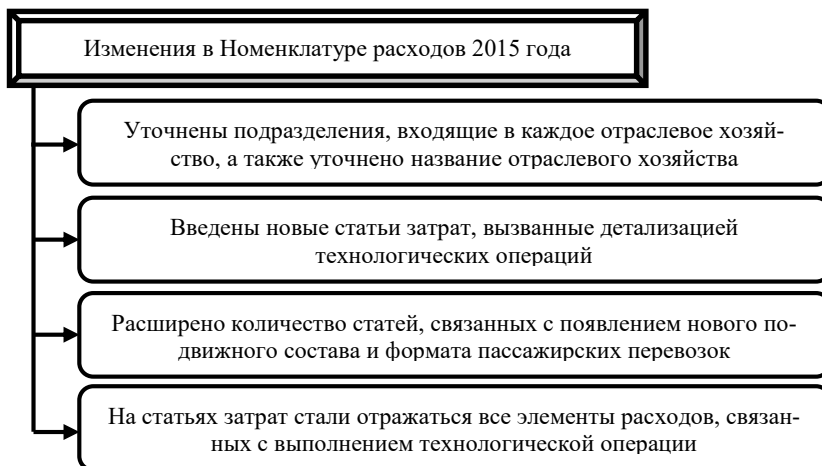 Изменения в Номенклатуре расходов 2015 года
Уточнены подразделения, входящие в каждое отраслевое хозяй-
ство, а также уточнено название отраслевого хозяйства
Введены новые статьи затрат, вызванные детализацией
технологических операций
Расширено количество статей, связанных с появлением нового по-
движного состава и формата пассажирских перевозок
На статьях затрат стали отражаться все элементы расходов, связан-
ных с выполнением технологической операции